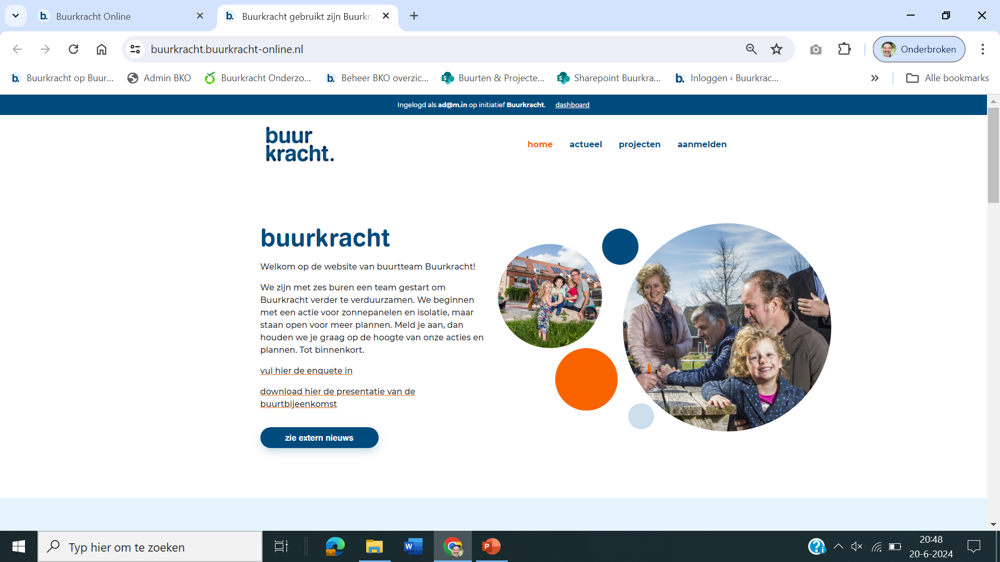 Buurkracht Online
Buurkracht gebruikt zijn Buurkra
buurkracht.buurkracht-online.nl
Onderbroken
Buurkracht op Buur...
Admin BKO
Buurkracht Onderzo...
Beheer BKO overzic...
Buurten & Projecte...
Sharepoint Buurkra...
Inloggen ‹ Buurkrac...
Alle bookmarks
Ingelogd als ad@m.in op initiatief Buurkracht. dashboard
buur
kracht.
home actueel projecten aanmelden
buurkracht
Welkom op de website van buurtteam Buurkracht!
We zijn met zes buren een team gestart om
Buurkracht verder te verduurzamen. We beginnen
met een actie voor zonnepanelen en isolatie, maar
staan open voor meer plannen. Meld je aan, dan
houden we je graag op de hoogte van onze acties en
plannen. Tot binnenkort.
vul hier de enquete in
download hier de presentatie van de
buurtbijeenkomst
zie extern nieuws
Typ hier om te zoeken
20:48
20-6-2024